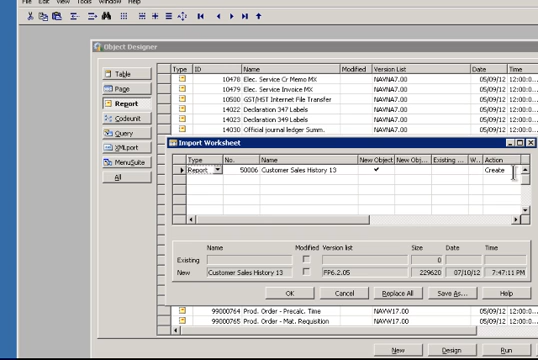 File Edit View Tools Window Help
Object Designer
Type ID Name Modified Version List Date Time
Table
Page
Report
Codeunit
Query
XMLport
MenuSuite
All
10478 Elec. Service Cr Memo MX NAVNA7.00 05/09/12 12:00:0...
10479 Elec. Service Invoice MX NAVNA7.00 05/09/12 12:00:0...
10500 GST/HST Internet File Transfer NAVNA7.00 05/09/12 12:00:0...
14022 Declaration 347 Labels NAVNA7.00 05/09/12 12:00:0...
14023 Declaration 349 Labels NAVNA7.00 05/09/12 12:00:0...
14030 Official journal ledger Summ. NAVNA7.00 05/09/12 12:00:0...
Import Worksheet
Type No. Name New Object New Obj... Existing ... W... Action
Report 50006 Customer Sales History 13 Create
Name Modified Version list Size Date Time
Existing 0
New Customer Sales History 13 FP6.2.05 229620 07/10/12 7:47:11 PM
OK Cancel Replace All Save As... Help
99000764 Prod. Order - Precalc. Time NAVW17.00 05/09/12 12:00:0...
99000765 Prod. Order - Mat. Requisition NAVW17.00 05/09/12 12:00:0...
New Design Run